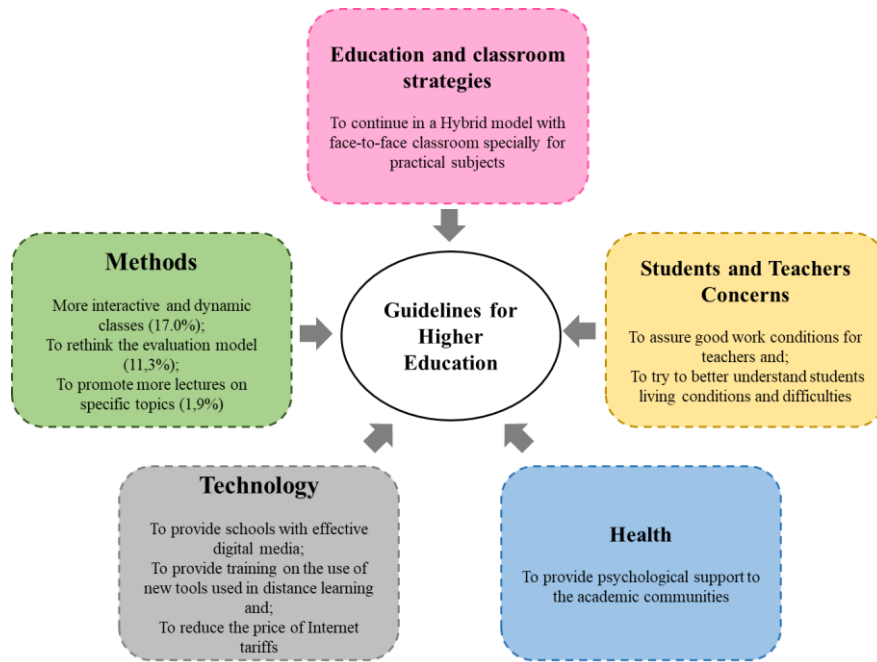 Education and classroom
strategies
To continue in a Hybrid model with
face-to-face classroom specially for
practical subjects
Methods
More interactive and dynamic
classes (17.0%);
To rethink the evaluation model
(11,3%);
To promote more lectures on
specific topics (1,9%)
Guidelines for
Higher
Education
Students and Teachers
Concerns
To assure good work conditions for
teachers and;
To try to better understand students
living conditions and difficulties
Technology
To provide schools with effective
digital media;
To provide training on the use of
new tools used in distance learning
and;
To reduce the price of Internet
tariffs
Health
To provide psychological support to
the academic communities